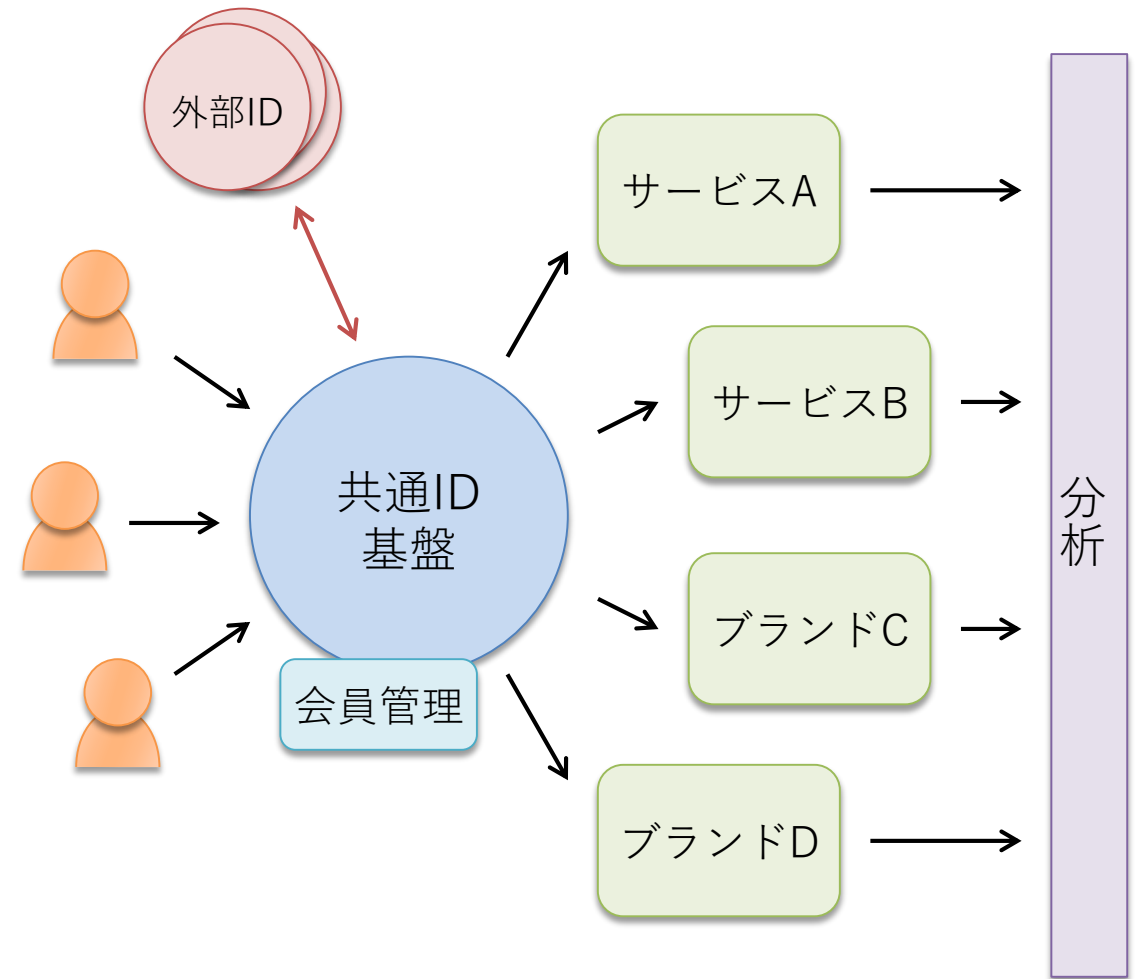 外部ID
サービスA
サービスB
共通ID
基盤
分
析
ブランドC
会員管理
ブランドD